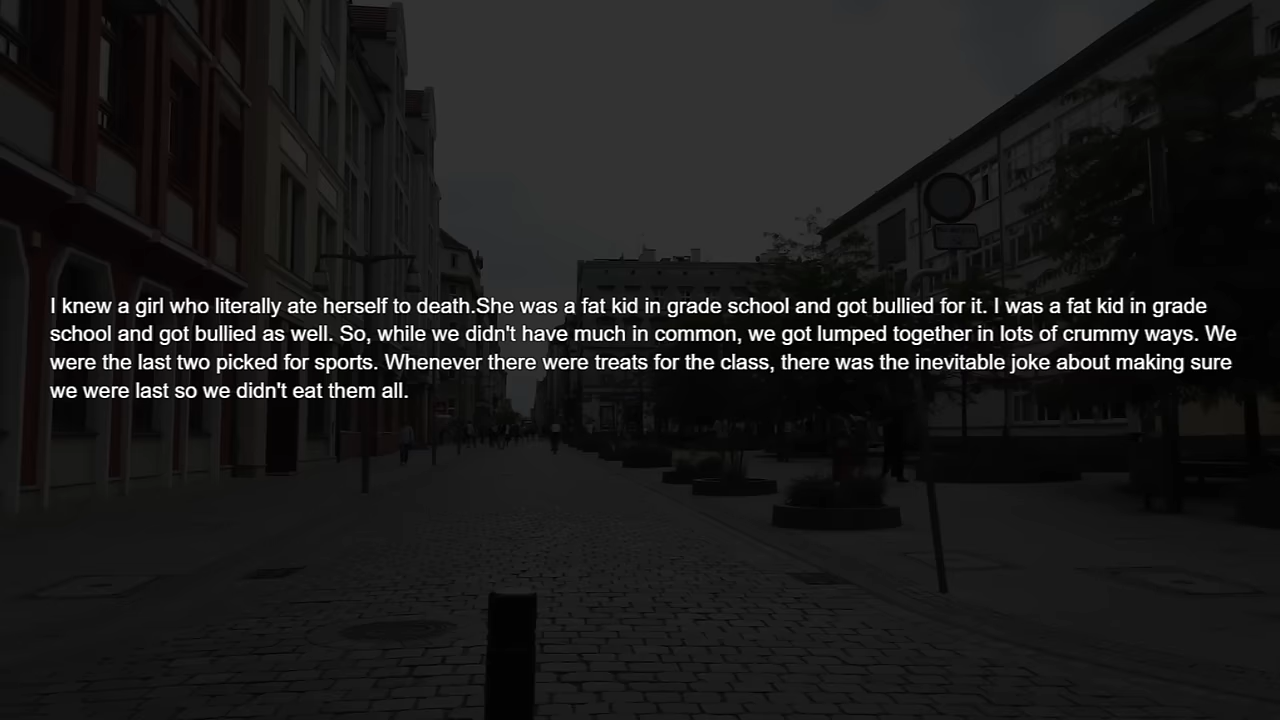 I knew a girl who literally ate herself to death.She was a fat kid in grade school and got bullied for it. I was a fat kid in grade
school and got bullied as well. So, while we didn't have much in common, we got lumped together in lots of crummy ways. We
were the last two picked for sports. Whenever there were treats for the class, there was the inevitable joke about making sure
we were last so we didn't eat them all.